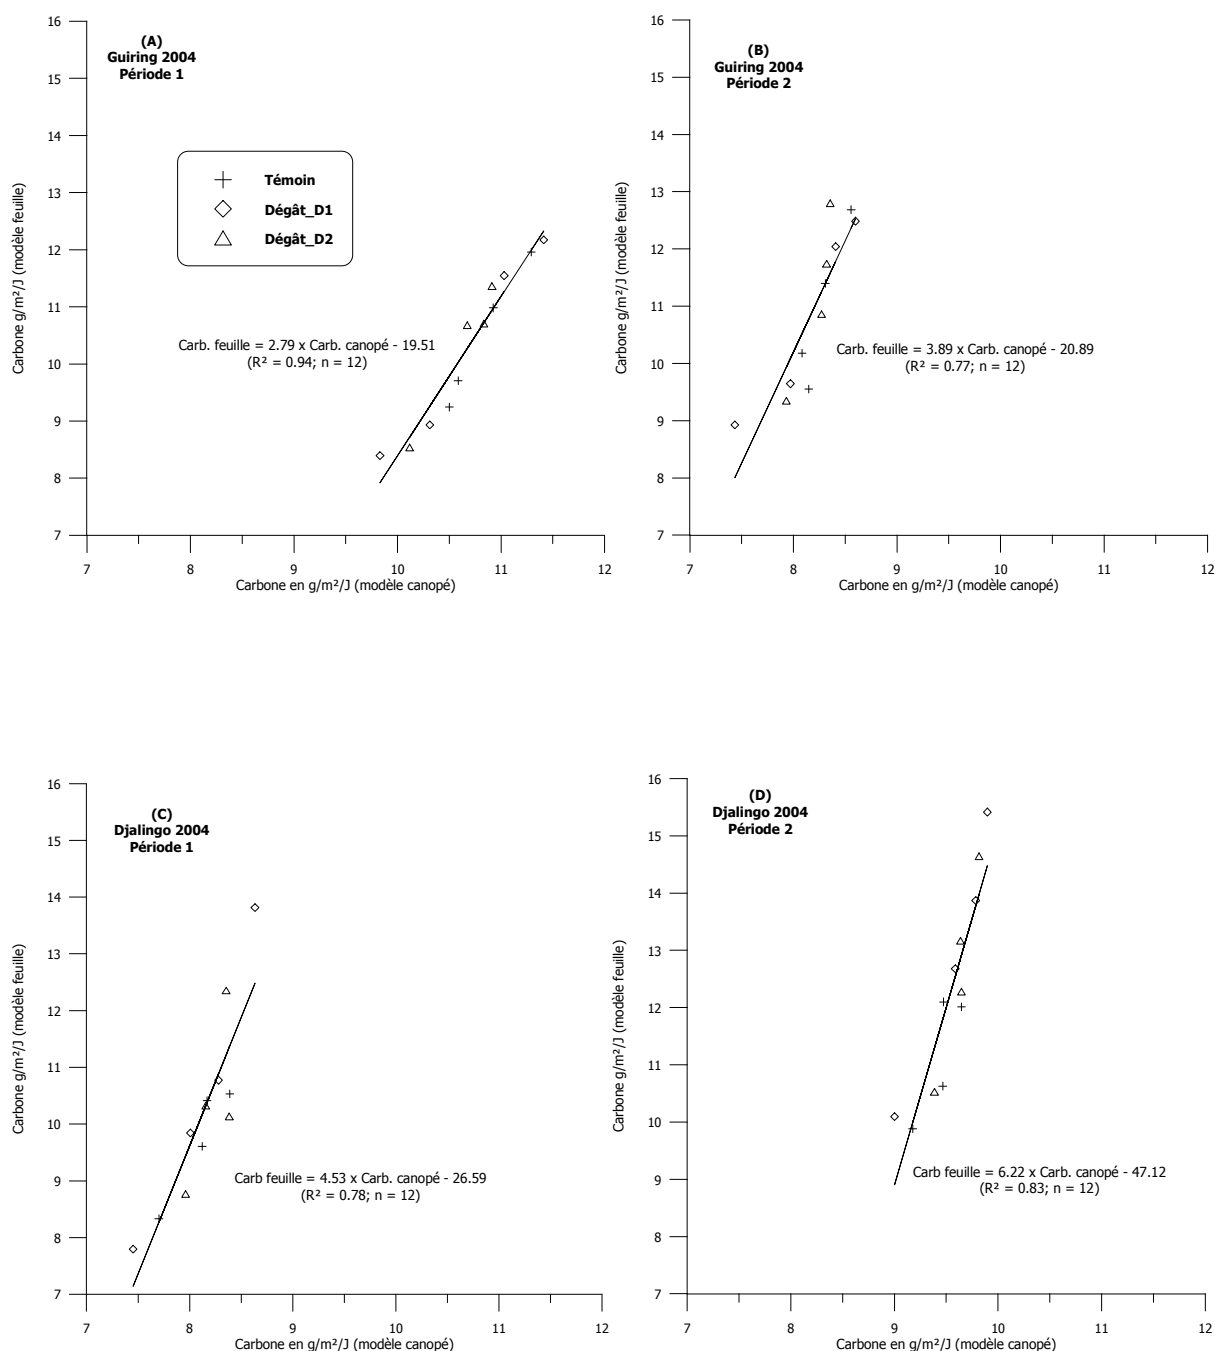 (A)
Guiring 2004
Période 1
16
15
14
13
12
11
10
9
8
7
Carbone g/m²/J (modèle feuille)
Témoin
Dégât_D1
Dégât_D2
Carb. feuille = 2.79 x Carb. canopé - 19.51
(R² = 0.94; n = 12)
7 8 9 10 11 12
Carbone en g/m²/J (modèle canopé)
(B)
Guiring 2004
Période 2
16
15
14
13
12
11
10
9
8
7
Carbone g/m²/J (modèle feuille)
Carb. feuille = 3.89 x Carb. canopé - 20.89
(R² = 0.77; n = 12)
7 8 9 10 11 12
Carbone en g/m²/J (modèle canopé)
(C)
Djalingo 2004
Période 1
16
15
14
13
12
11
10
9
8
7
Carbone g/m²/J (modèle feuille)
Carb feuille = 4.53 x Carb. canopé - 26.59
(R² = 0.78; n = 12)
7 8 9 10 11 12
Carbone en g/m²/J (modèle canopé)
(D)
Djalingo 2004
Période 2
16
15
14
13
12
11
10
9
8
7
Carbone g/m²/J (modèle feuille)
Carb feuille = 6.22 x Carb. canopé - 47.12
(R² = 0.83; n = 12)
7 8 9 10 11 12
Carbone en g/m²/J (modèle canopé)